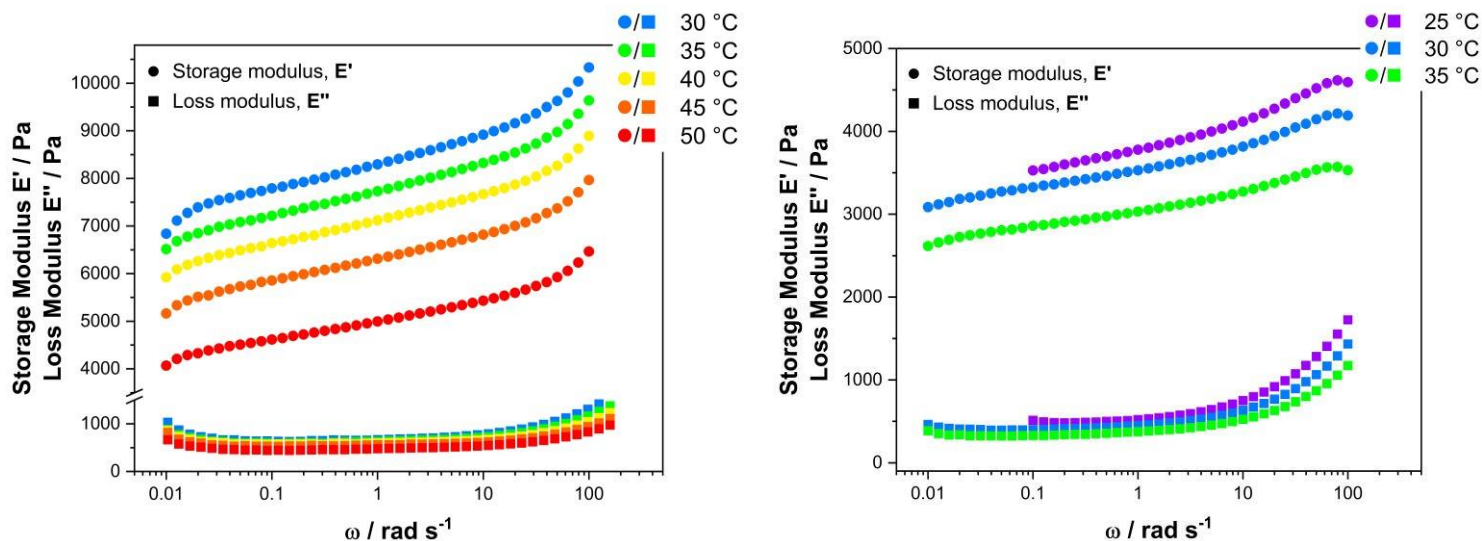 30 °C
35 °C
40 °C
45 °C
50 °C
Storage modulus, E'
Loss modulus, E"
Storage Modulus E' / Pa
Loss Modulus E" / Pa
10000
9000
8000
7000
6000
5000
4000
1000
0
0.01 0.1 1 10 100
ω / rad s-1
25 °C
30 °C
35 °C
Storage modulus, E'
Loss modulus, E"
Storage Modulus E' / Pa
Loss Modulus E" / Pa
5000
4000
3000
2000
1000
0
0.01 0.1 1 10 100
ω / rad s-1